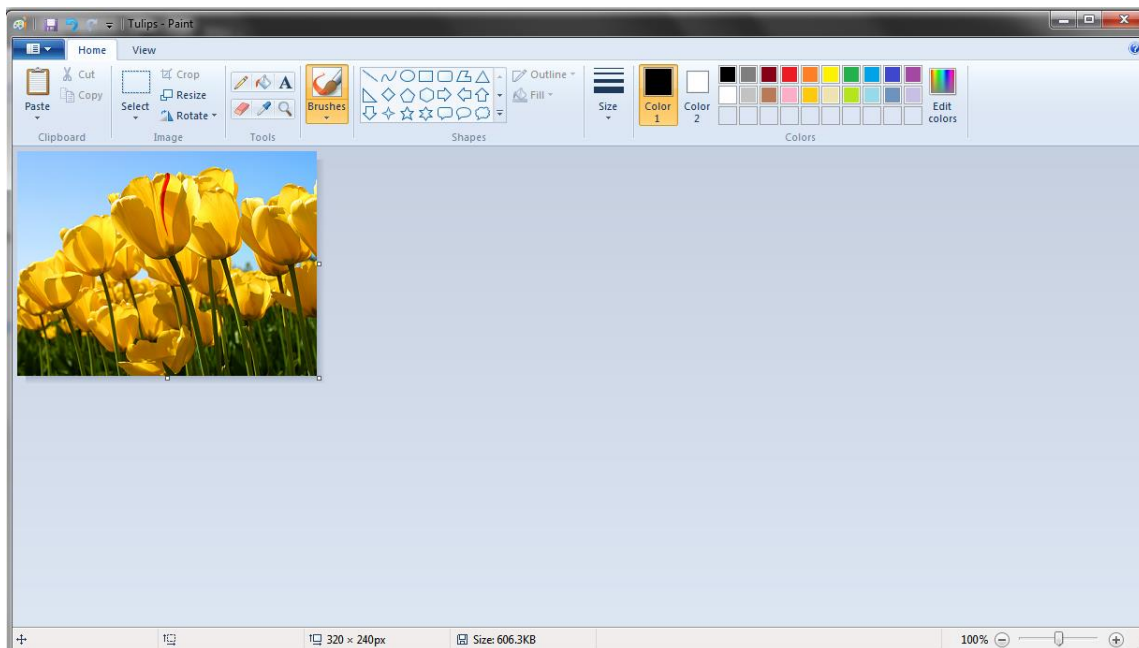 Tulips - Paint
Home View
Paste
Cut
Copy
Clipboard
Select
Crop
Resize
Rotate
Image
A
Tools
Brushes
Outline
Fill
Shapes
Size
Color 1
Color 2
Edit colors
Colors
320 × 240px
Size: 606.3KB
100%